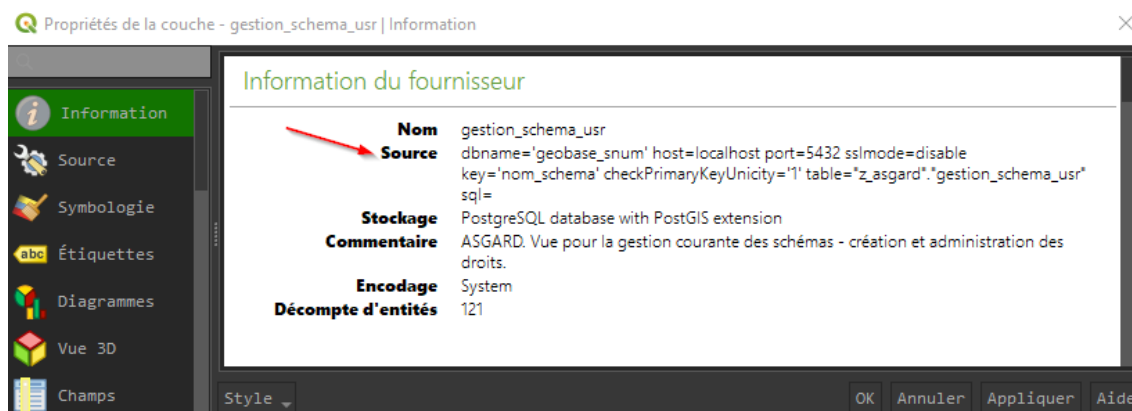 Propriétés de la couche - gestion_schema_usr | Information
Information
Source
Symbologie
abc Étiquettes
Diagrammes
Vue 3D
Champs
Information du fournisseur
Nom gestion_schema_usr
Source dbname='geobase_snum' host=localhost port=5432 sslmode=disable
key='nom_schema' checkPrimaryKeyUnicity='1' table="z_asgard"."gestion_schema_usr"
sql=
Stockage PostgreSQL database with PostGIS extension
Commentaire ASGARD. Vue pour la gestion courante des schémas - création et administration des
droits.
Encodage System
Décompte d'entités 121
Style OK Annuler Appliquer Aide